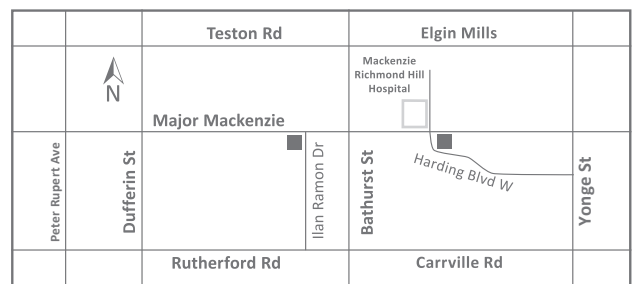 Teston Rd
Elgin Mills
Mackenzie
Richmond Hill
Hospital
N
Major Mackenzie
Peter Rupert Ave
Dufferin St
Ilan Ramon Dr
Bathurst St
Harding Blvd W
Yonge St
Rutherford Rd
Carrville Rd